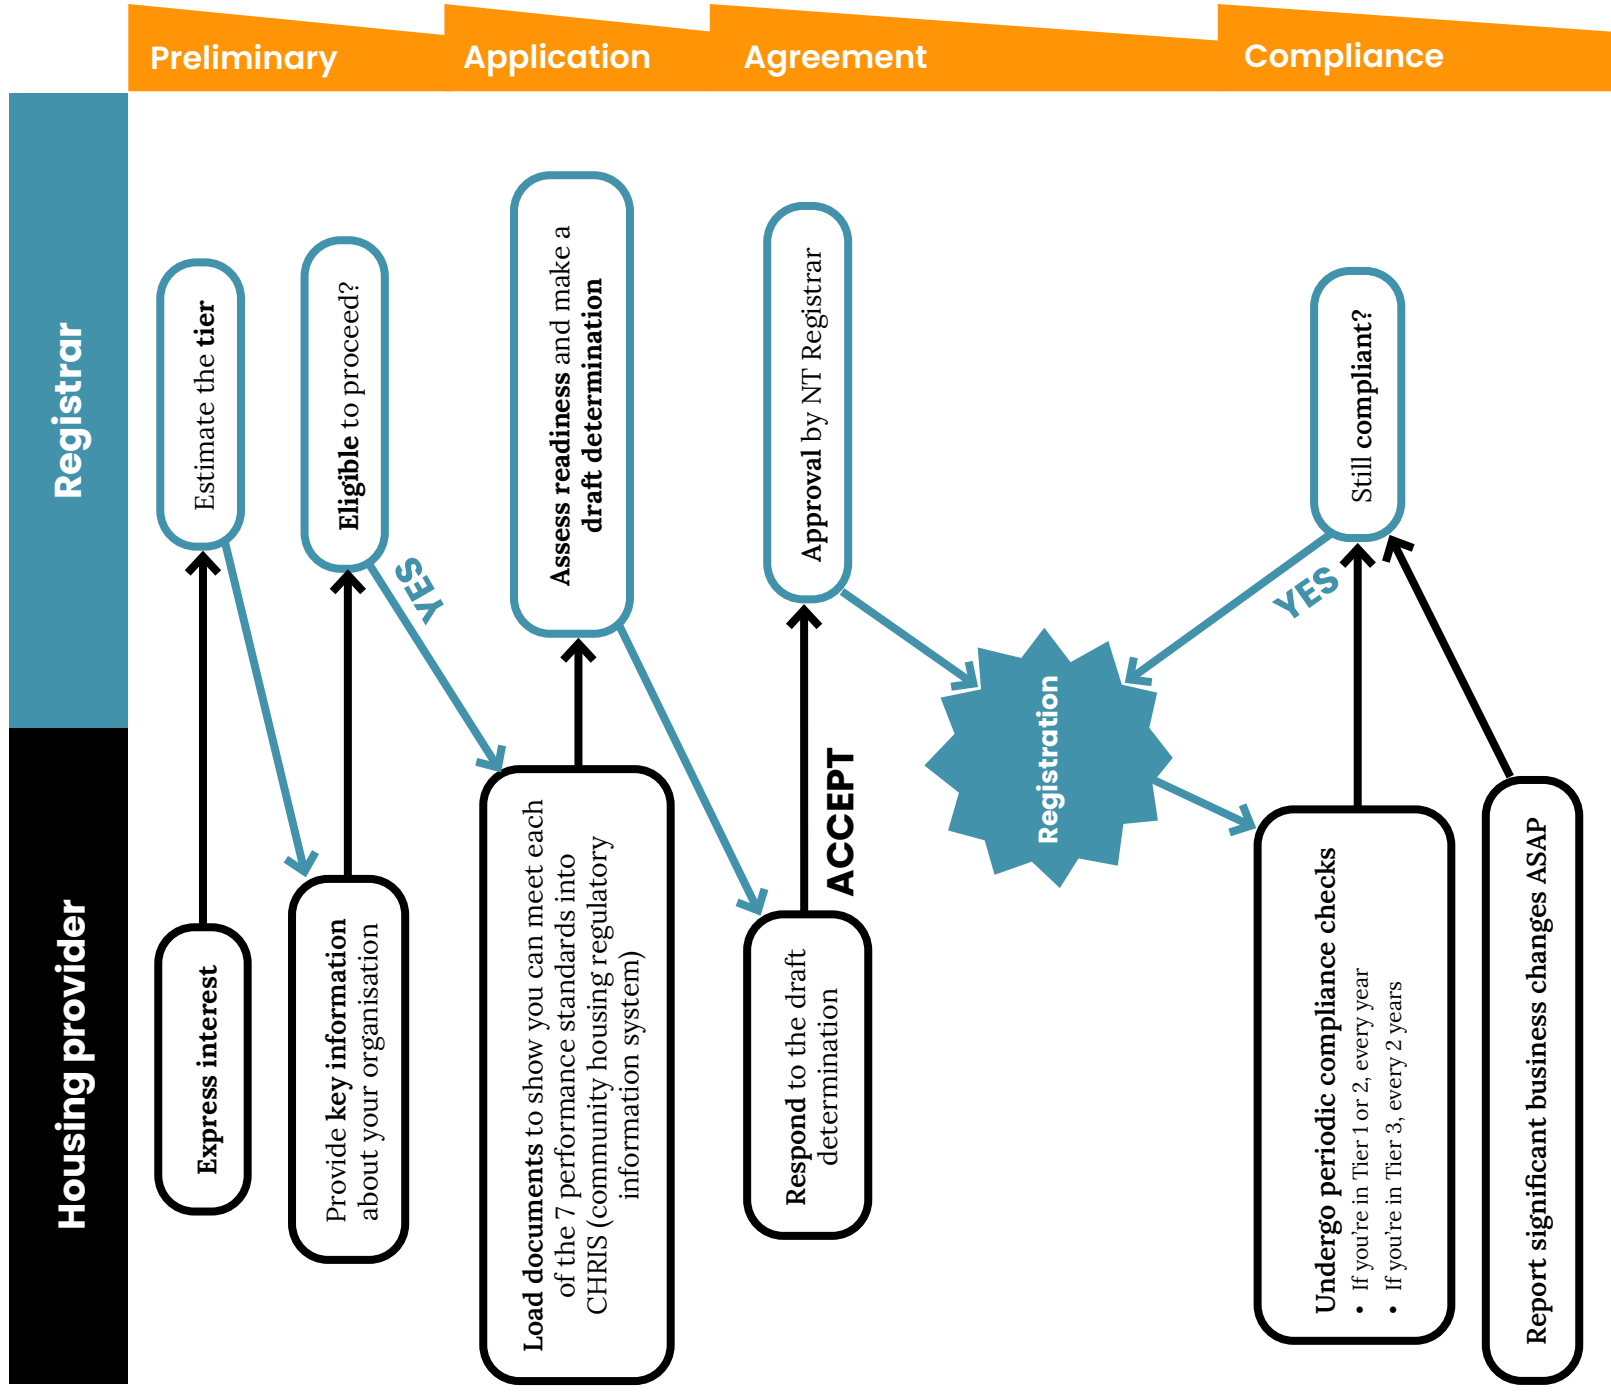 Preliminary
Application
Agreement
Compliance
Registrar
Housing provider
Express interest
Estimate the tier
Provide key information
about your organisation
Eligible to proceed?
YES
Load documents to show you can meet each
of the 7 performance standards into
CHRIS (community housing regulatory
information system)
Assess readiness and make a
draft determination
Respond to the draft
determination
ACCEPT
Approval by NT Registrar
Registration
Undergo periodic compliance checks
• If you're in Tier 1 or 2, every year
• If you're in Tier 3, every 2 years
Still compliant?
YES
Report significant business changes ASAP